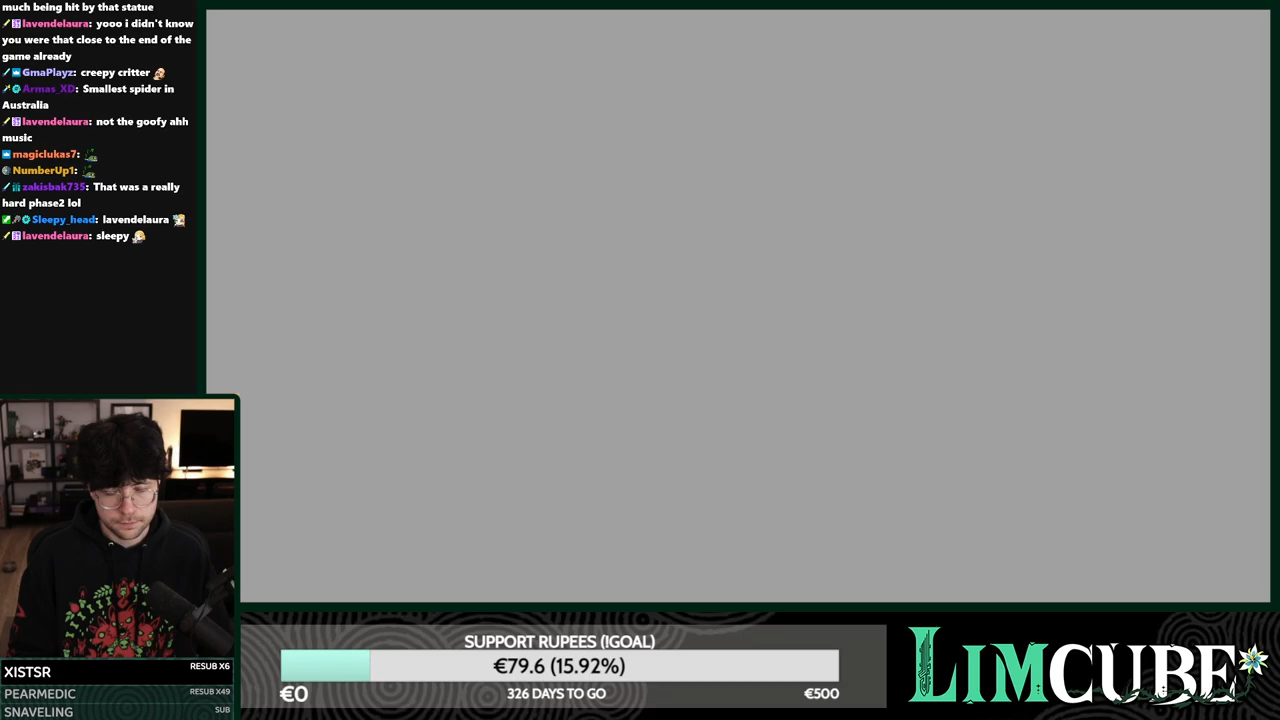 much being hit by that statue
lavendelaura: yooo i didn't know
you were that close to the end of the
game already
GmaPlayz: creepy critter
Armas_XD: Smallest spider in
Australia
lavendelaura: not the goofy ahh
music
magiclukas7:
NumberUp1:
zakisbak735: That was a really
hard phase2 lol
Sleepy_head: lavendelaura
lavendelaura: sleepy
XISTSR RESUB X6
PEARMEDIC RESUB X49
SNAVELING SUB
SUPPORT RUPEES (!GOAL)
€79.6 (15.92%)
€0 326 DAYS TO GO €500
LIMCUBE